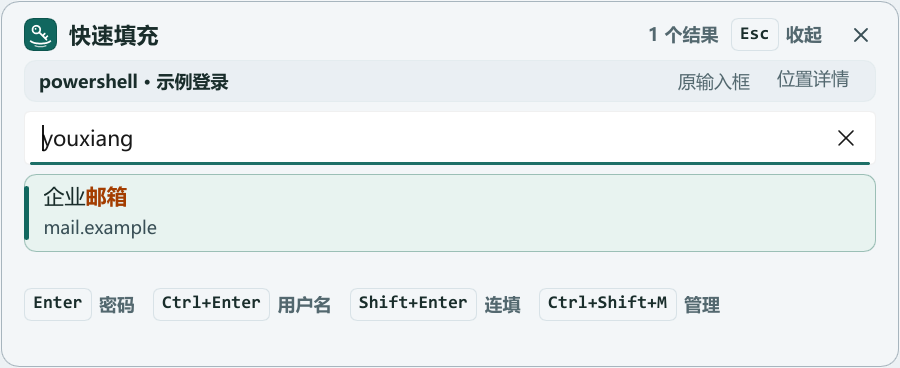 快速填充 1 个结果 Esc 收起
powershell • 示例登录 原输入框 位置详情
youxiang
企业邮箱
mail.example
Enter 密码 Ctrl+Enter 用户名 Shift+Enter 连填 Ctrl+Shift+M 管理